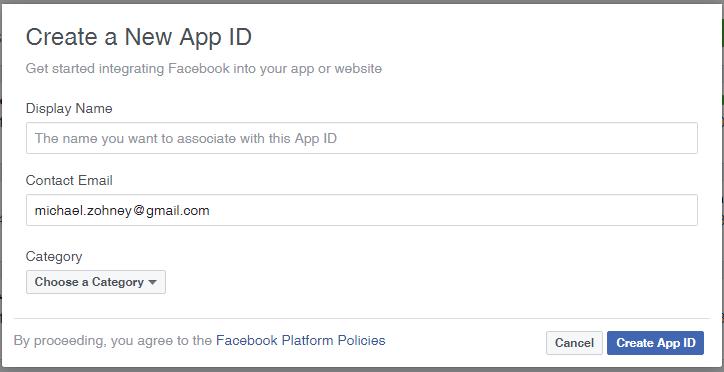 Create a New App ID
Get started integrating Facebook into your app or website
Display Name
The name you want to associate with this App ID
Contact Email
michael.zohney@gmail.com
Category
Choose a Category
By proceeding, you agree to the Facebook Platform Policies
Cancel
Create App ID